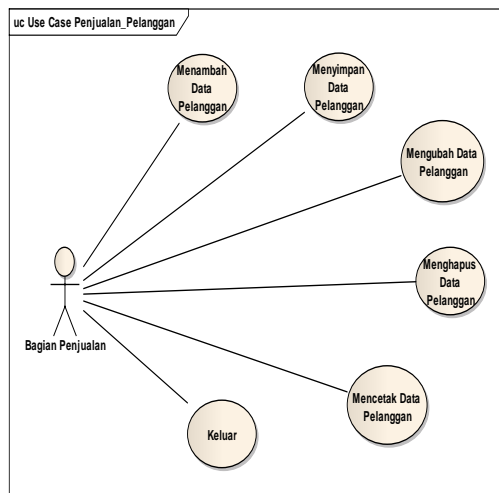 uc Use Case Penjualan_Pelanggan
Menambah
Data
Pelanggan
Menyimpan
Data
Pelanggan
Mengubah Data
Pelanggan
Menghapus
Data
Pelanggan
Bagian Penjualan
Mencetak Data
Pelanggan
Keluar